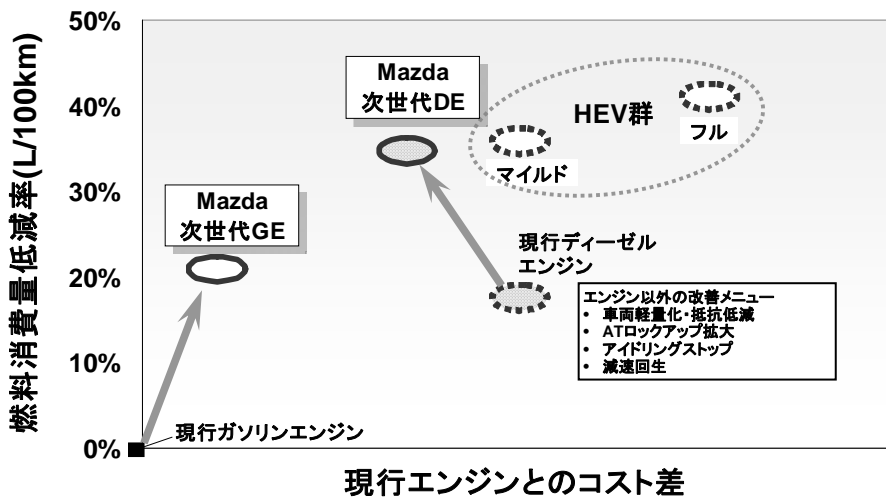 燃料消費量低減率(L/100km)
50%
40%
30%
20%
10%
0%
Mazda
次世代DE
HEV群
フル
マイルド
Mazda
次世代GE
現行ディーゼル
エンジン
エンジン以外の改善メニュー
• 車両軽量化・抵抗低減
• ATロックアップ拡大
• アイドリングストップ
• 減速回生
現行ガソリンエンジン
現行エンジンとのコスト差